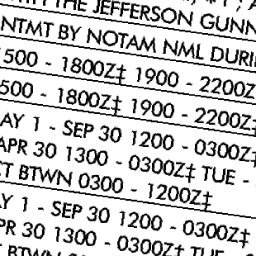 THE JEFFERSON GUNN
NTMT BY NOTAM NML DURI
500 - 1800Z‡ 1900 - 2200Z
500 - 1800Z‡ 1900 - 2200Z‡
AY 1 - SEP 30 1200 - 0300Z‡
APR 30 1300 - 0300Z‡ TUE -
CT BTWN 0300 - 1200Z‡
Y 1 - SEP 30 1200 - 0300Z‡
PR 30 1300 - 0300Z‡ TUE
BTWN